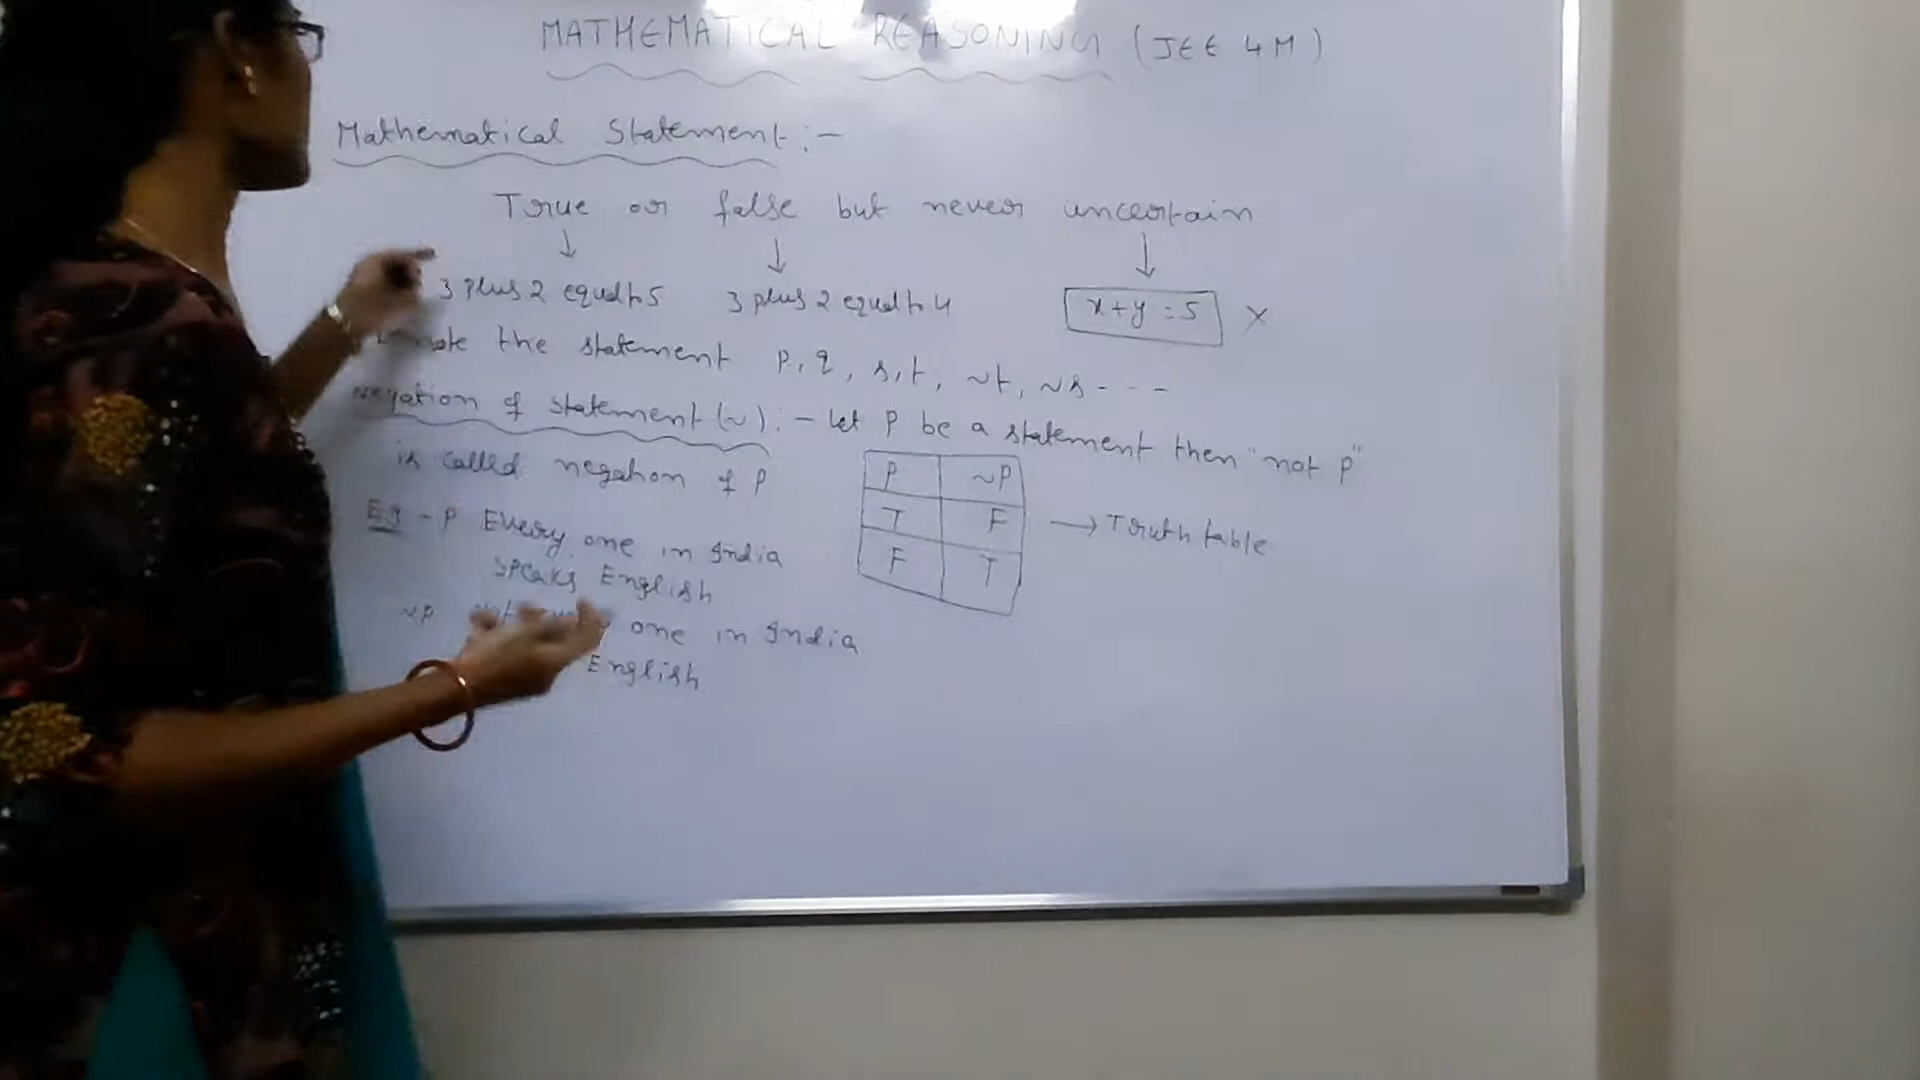 MATHEMATICAL REASONING (JEE 4M)
Mathematical Statement :-
True or false but never uncertain
3 plus 2 equal to 5 3 plus 2 equal to 4 x+y=5 ×
the statement p, q, s, t, ~t, ~s - - -
Negation of statement (~) :- Let P be a statement then "not p"
is called negation of p
P ~P
T F
F T
→ Truth table
Eg - P Every one in India
speaks English
~p one in India
English